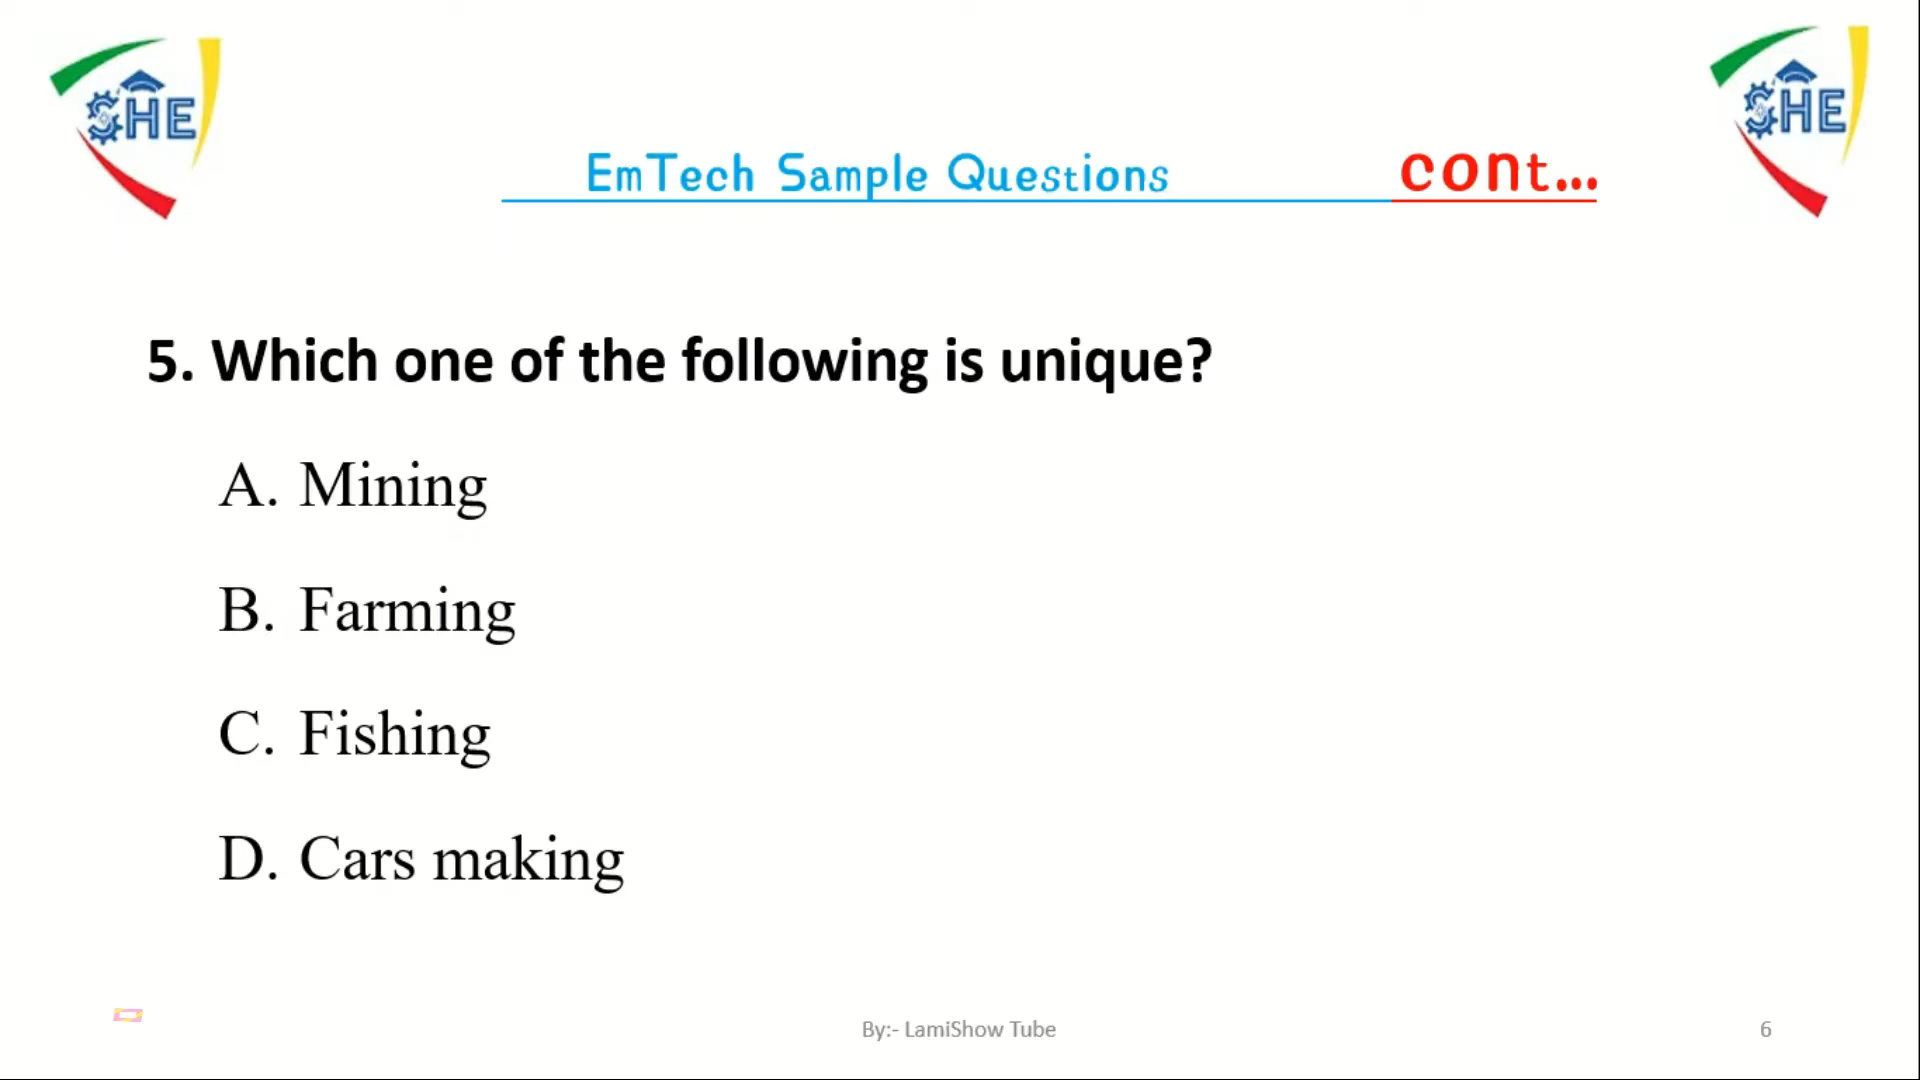 SHE
SHE
EmTech Sample Questions cont...
5. Which one of the following is unique?
A. Mining
B. Farming
C. Fishing
D. Cars making
By:- LamiShow Tube
6